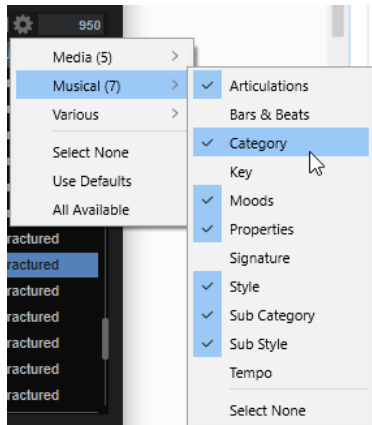 950
Media (5)
Musical (7)
Various
Select None
Use Defaults
All Available
Articulations
Bars & Beats
Category
Key
Moods
Properties
Signature
Style
Sub Category
Sub Style
Tempo
Select None
ractured
ractured
ractured
ractured
ractured
ractured
ractured